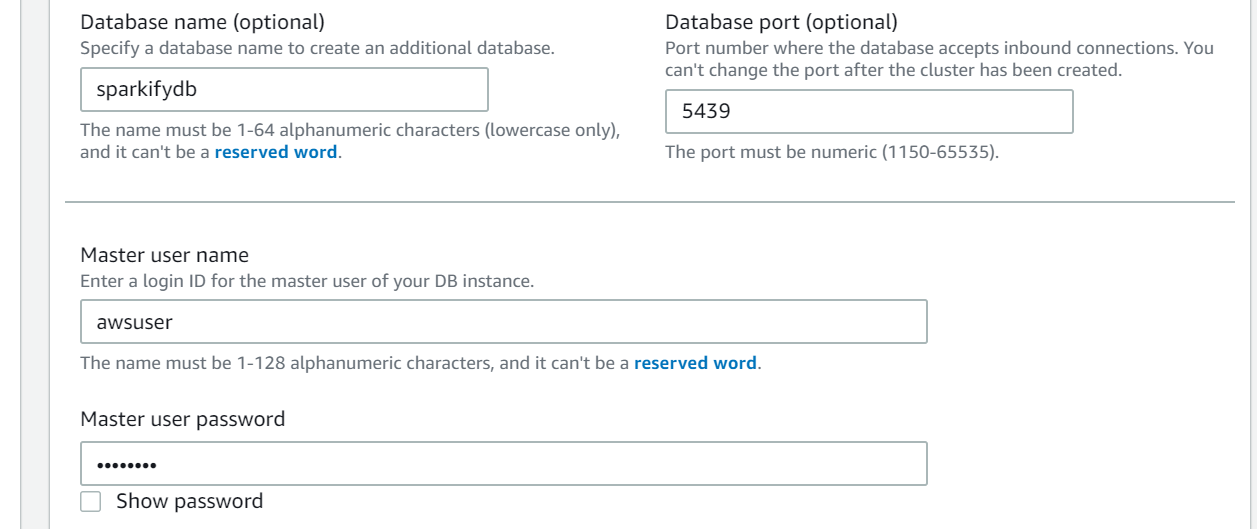 Database name (optional)
Specify a database name to create an additional database.
sparkifydb
The name must be 1-64 alphanumeric characters (lowercase only),
and it can't be a reserved word.
Database port (optional)
Port number where the database accepts inbound connections. You
can't change the port after the cluster has been created.
5439
The port must be numeric (1150-65535).
Master user name
Enter a login ID for the master user of your DB instance.
awsuser
The name must be 1-128 alphanumeric characters, and it can't be a reserved word.
Master user password
••••••••
Show password